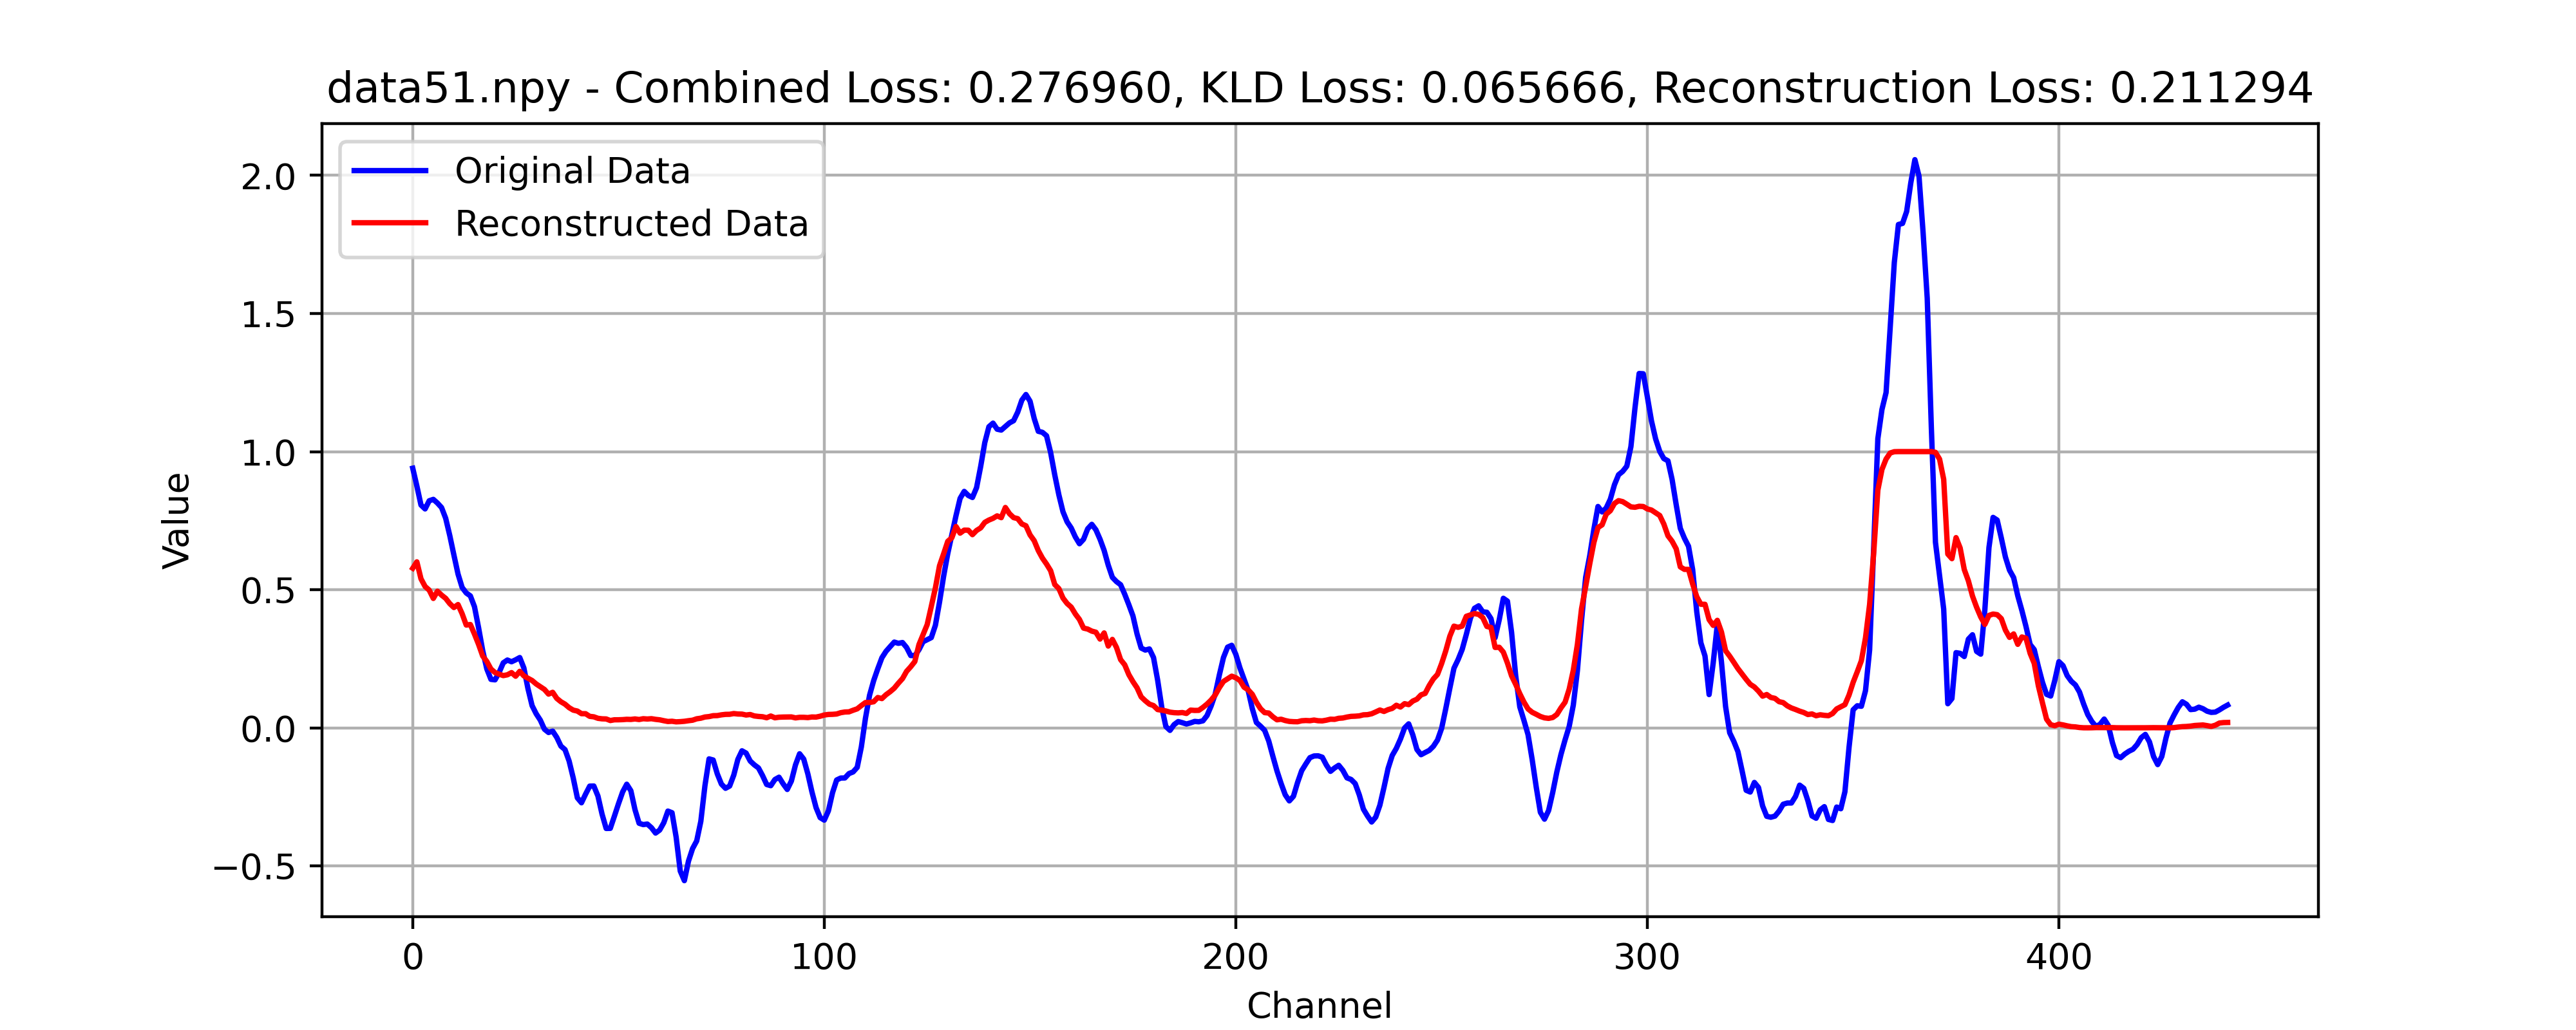 data51.npy - Combined Loss: 0.276960, KLD Loss: 0.065666, Reconstruction Loss: 0.211294
Original Data
Reconstructed Data
2.0
1.5
1.0
0.5
0.0
−0.5
Value
0 100 200 300 400
Channel